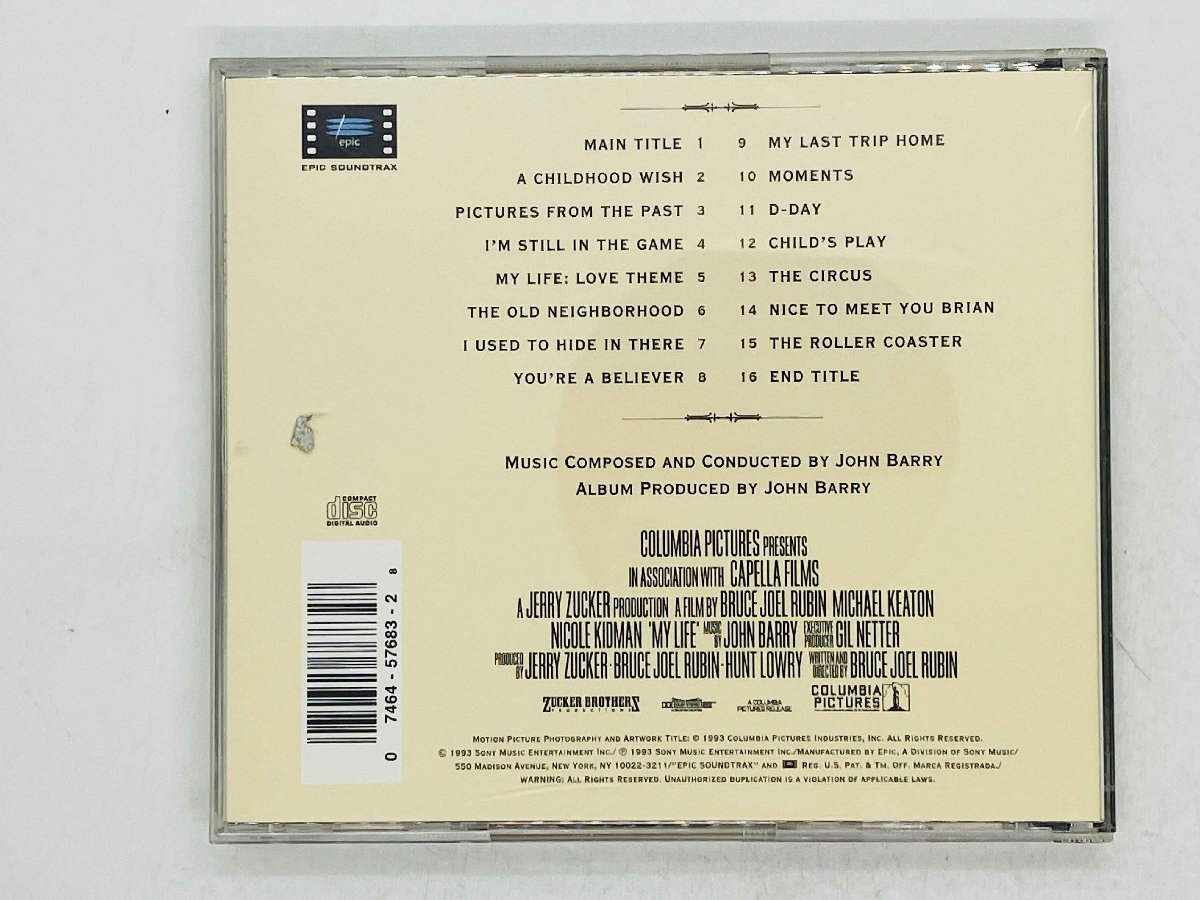 epic
EPIC SOUNDTRAX
MAIN TITLE 1
A CHILDHOOD WISH 2
PICTURES FROM THE PAST 3
I'M STILL IN THE GAME 4
MY LIFE: LOVE THEME 5
THE OLD NEIGHBORHOOD 6
I USED TO HIDE IN THERE 7
YOU'RE A BELIEVER 8
9 MY LAST TRIP HOME
10 MOMENTS
11 D-DAY
12 CHILD'S PLAY
13 THE CIRCUS
14 NICE TO MEET YOU BRIAN
15 THE ROLLER COASTER
16 END TITLE
MUSIC COMPOSED AND CONDUCTED BY JOHN BARRY
ALBUM PRODUCED BY JOHN BARRY
COMPACT
disc
DIGITAL AUDIO
0 7464-57683-2 8
COLUMBIA PICTURES PRESENTS
IN ASSOCIATION WITH CAPELLA FILMS
A JERRY ZUCKER PRODUCTION A FILM BY BRUCE JOEL RUBIN MICHAEL KEATON
NICOLE KIDMAN "MY LIFE" MUSIC BY JOHN BARRY EXECUTIVE PRODUCER GIL NETTER
PRODUCED BY JERRY ZUCKER · BRUCE JOEL RUBIN · HUNT LOWRY WRITTEN AND DIRECTED BY BRUCE JOEL RUBIN
ZUCKER BROTHERS
PRODUCTIONS
A COLUMBIA
PICTURES RELEASE
COLUMBIA
PICTURES
MOTION PICTURE PHOTOGRAPHY AND ARTWORK TITLE: © 1993 COLUMBIA PICTURES INDUSTRIES, INC. ALL RIGHTS RESERVED.
© 1993 SONY MUSIC ENTERTAINMENT INC./ ℗ 1993 SONY MUSIC ENTERTAINMENT INC./MANUFACTURED BY EPIC, A DIVISION OF SONY MUSIC/
550 MADISON AVENUE, NEW YORK, NY 10022-3211/"EPIC SOUNDTRAX" AND REG. U.S. PAT. & TM. OFF. MARCA REGISTRADA./
WARNING: ALL RIGHTS RESERVED. UNAUTHORIZED DUPLICATION IS A VIOLATION OF APPLICABLE LAWS.